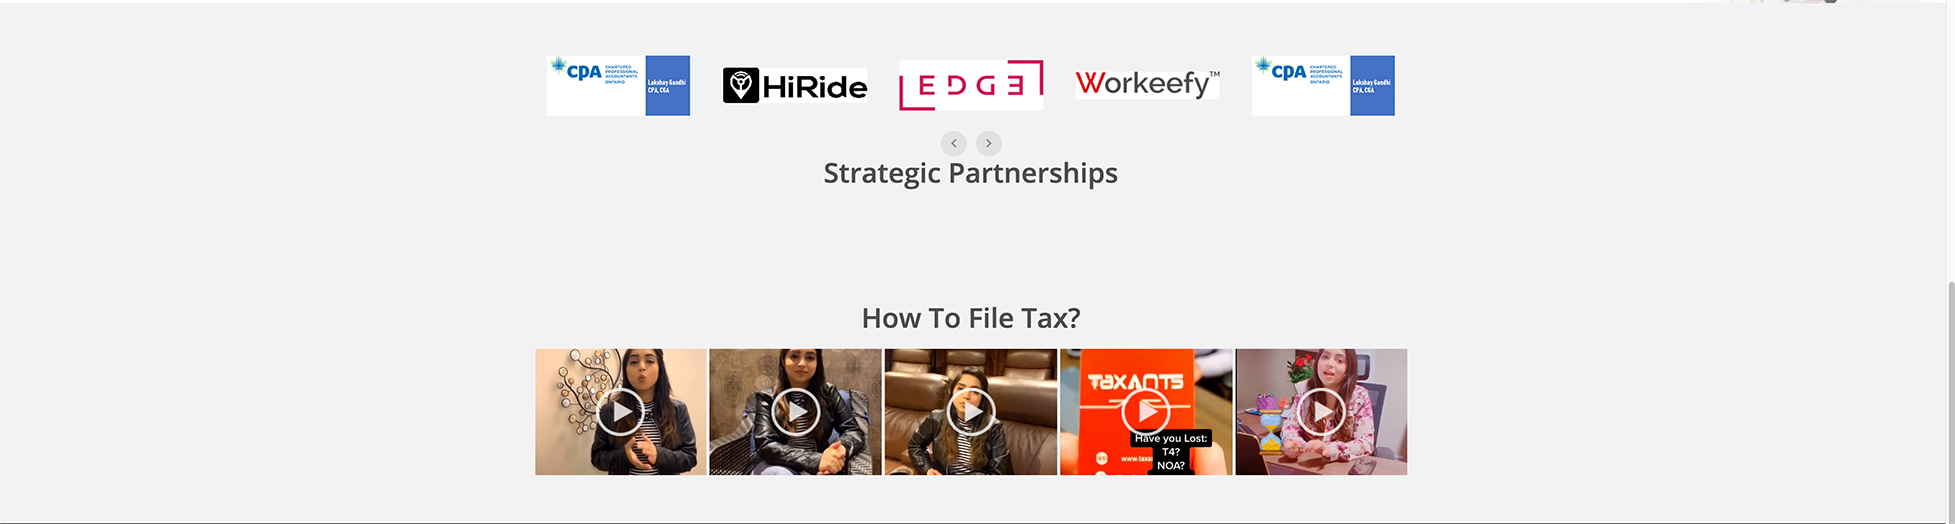 CPA CHARTERED
PROFESSIONAL
ACCOUNTANTS
ONTARIO
Lakshay Gandhi
CPA, CGA
HiRide
EDGE
Workeefy™
CPA CHARTERED
PROFESSIONAL
ACCOUNTANTS
ONTARIO
Lakshay Gandhi
CPA, CGA
Strategic Partnerships
How To File Tax?
TAXANTS
Have you Lost:
T4?
NOA?